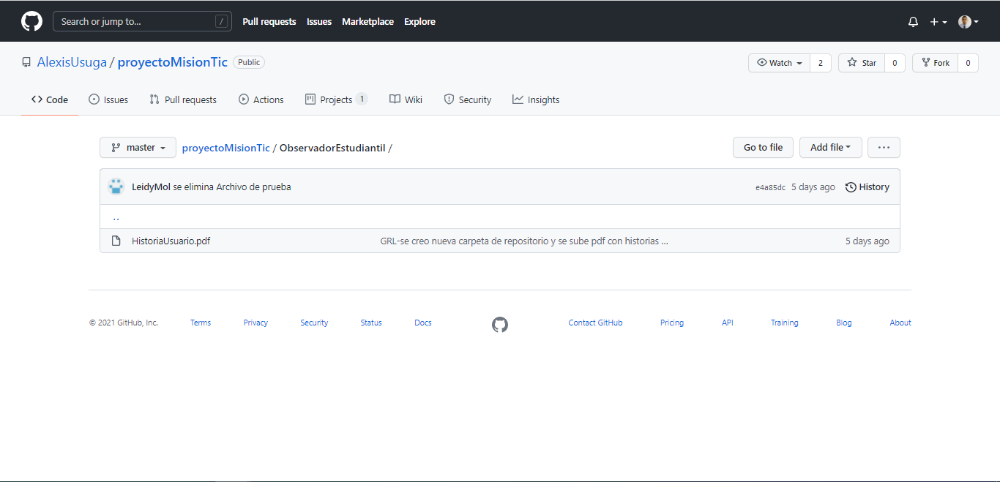 Search or jump to... / Pull requests Issues Marketplace Explore
AlexisUsuga / proyectoMisionTic Public Watch 2 Star 0 Fork 0
Code Issues Pull requests Actions Projects 1 Wiki Security Insights
master proyectoMisionTic / ObservadorEstudiantil / Go to file Add file ...
LeidyMol se elimina Archivo de prueba e4a85dc 5 days ago History
..
HistoriaUsuario.pdf GRL-se creo nueva carpeta de repositorio y se sube pdf con historias ... 5 days ago
© 2021 GitHub, Inc. Terms Privacy Security Status Docs Contact GitHub Pricing API Training Blog About